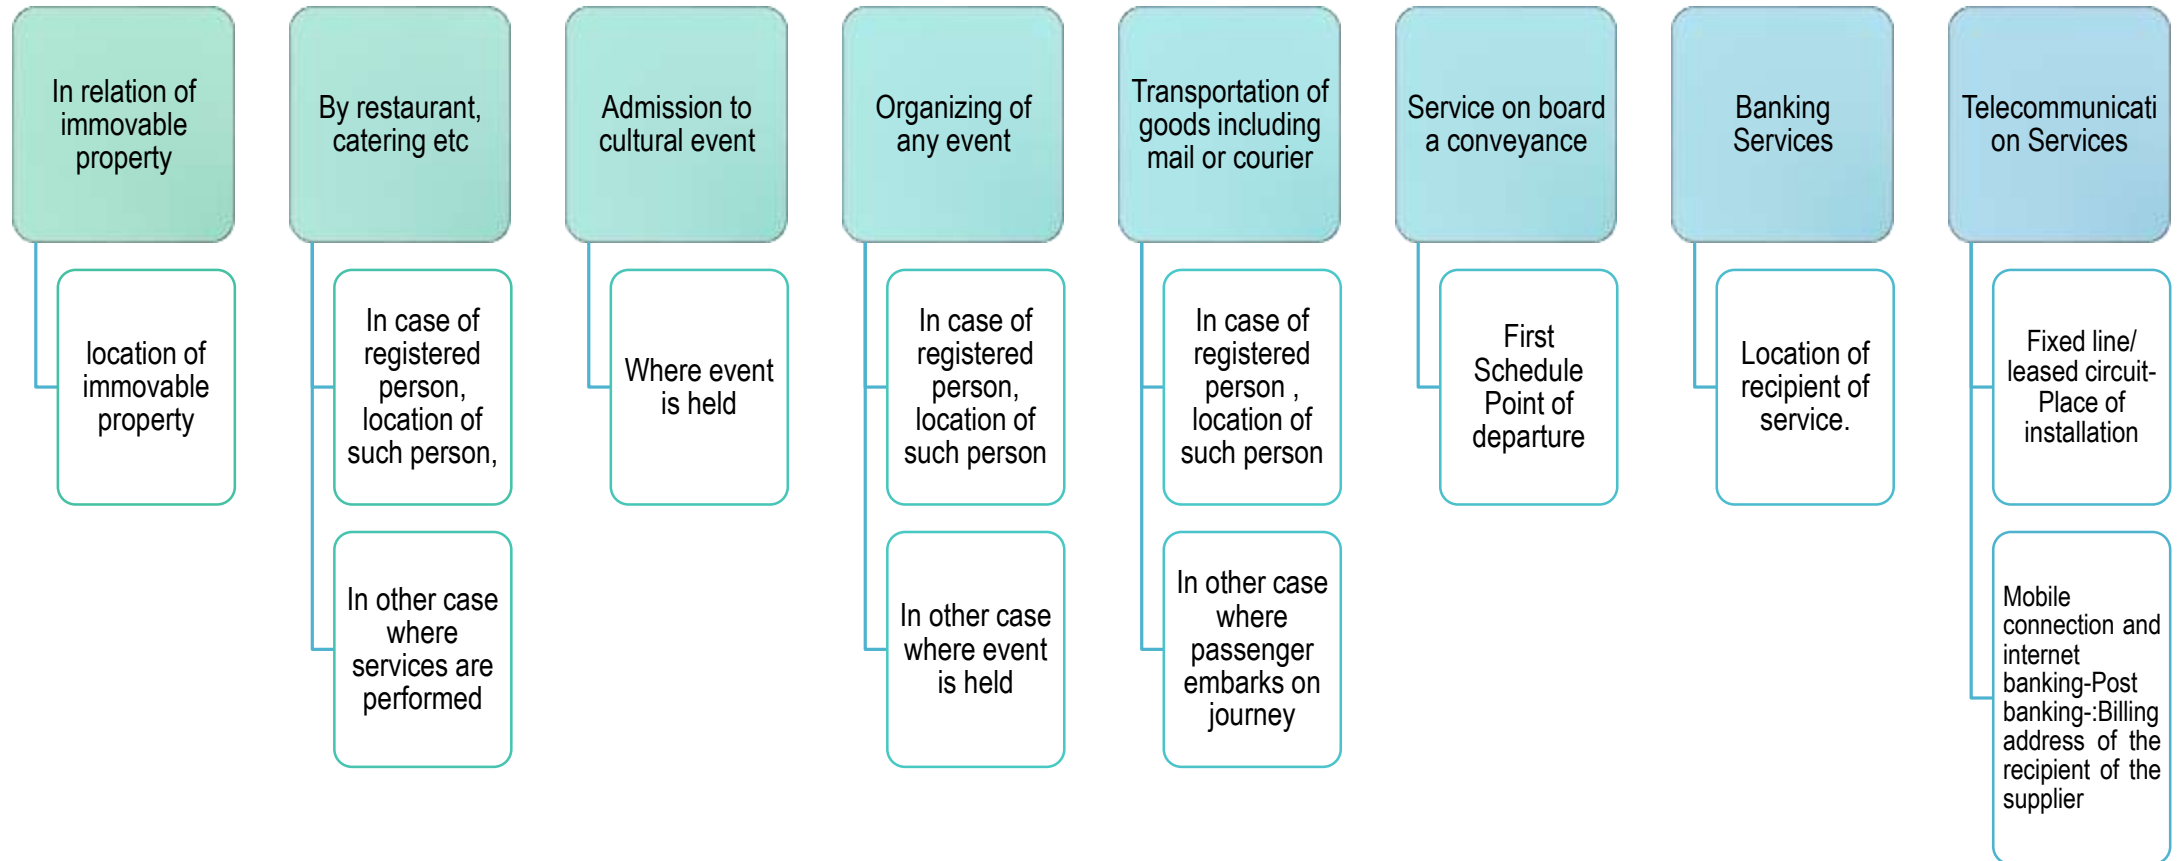 In relation of
immovable
property
location of
immovable
property
By restaurant,
catering etc
In case of
registered
person,
location of
such person,
In other case
where
services are
performed
Admission to
cultural event
Where event
is held
Organizing of
any event
In case of
registered
person,
location of
such person
In other case
where event
is held
Transportation of
goods including
mail or courier
In case of
registered
person ,
location of
such person
In other case
where
passenger
embarks on
journey
Service on board
a conveyance
First
Schedule
Point of
departure
Banking
Services
Location of
recipient of
service.
Telecommunicati
on Services
Fixed line/
leased circuit-
Place of
installation
Mobile
connection and
internet
banking-Post
banking-:Billing
address of the
recipient of the
supplier